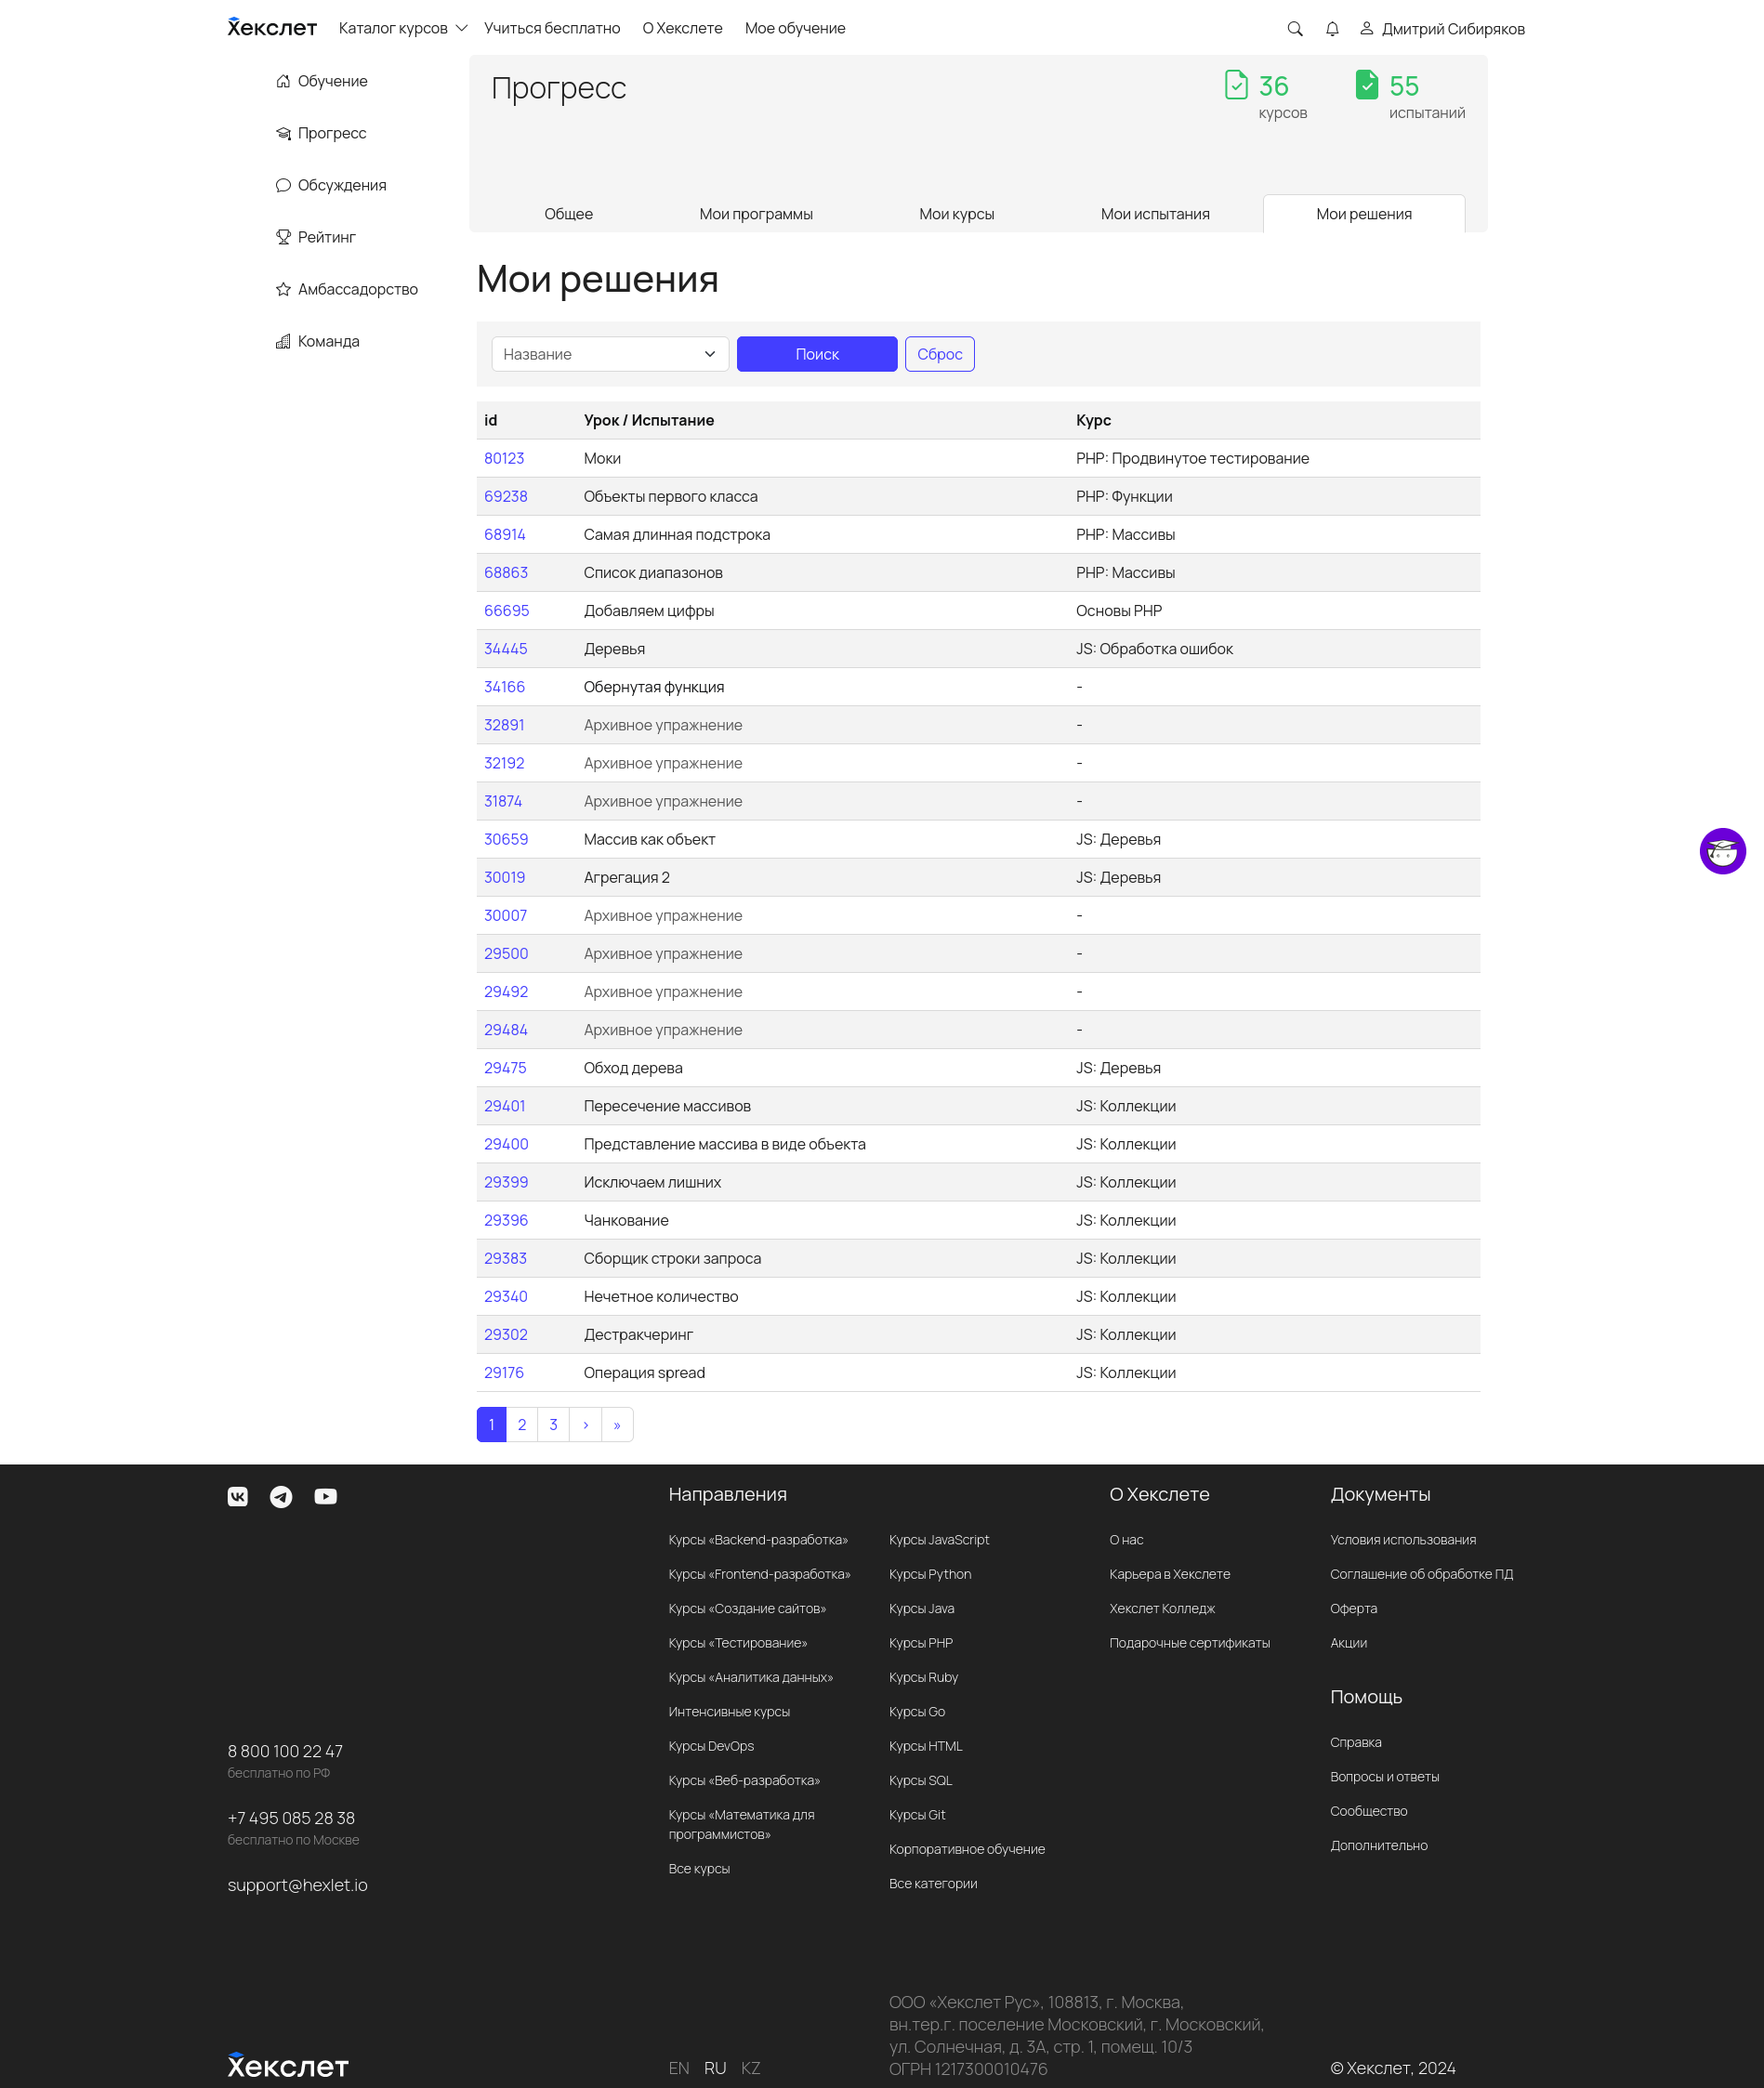 Хекслет Каталог курсов Учиться бесплатно О Хекслете Мое обучение Дмитрий Сибиряков
Обучение
Прогресс
Обсуждения
Рейтинг
Амбассадорство
Команда
Прогресс
36
курсов
55
испытаний
Общее Мои программы Мои курсы Мои испытания Мои решения
Мои решения
Название Поиск Сброс
id Урок / Испытание Курс
80123 Моки PHP: Продвинутое тестирование
69238 Объекты первого класса PHP: Функции
68914 Самая длинная подстрока PHP: Массивы
68863 Список диапазонов PHP: Массивы
66695 Добавляем цифры Основы PHP
34445 Деревья JS: Обработка ошибок
34166 Обернутая функция -
32891 Архивное упражнение -
32192 Архивное упражнение -
31874 Архивное упражнение -
30659 Массив как объект JS: Деревья
30019 Агрегация 2 JS: Деревья
30007 Архивное упражнение -
29500 Архивное упражнение -
29492 Архивное упражнение -
29484 Архивное упражнение -
29475 Обход дерева JS: Деревья
29401 Пересечение массивов JS: Коллекции
29400 Представление массива в виде объекта JS: Коллекции
29399 Исключаем лишних JS: Коллекции
29396 Чанкование JS: Коллекции
29383 Сборщик строки запроса JS: Коллекции
29340 Нечетное количество JS: Коллекции
29302 Дестракчеринг JS: Коллекции
29176 Операция spread JS: Коллекции
1 2 3 › »
8 800 100 22 47
бесплатно по РФ
+7 495 085 28 38
бесплатно по Москве
support@hexlet.io
Направления
Курсы «Backend-разработка»
Курсы «Frontend-разработка»
Курсы «Создание сайтов»
Курсы «Тестирование»
Курсы «Аналитика данных»
Интенсивные курсы
Курсы DevOps
Курсы «Веб-разработка»
Курсы «Математика для
программистов»
Все курсы
Курсы JavaScript
Курсы Python
Курсы Java
Курсы PHP
Курсы Ruby
Курсы Go
Курсы HTML
Курсы SQL
Курсы Git
Корпоративное обучение
Все категории
О Хекслете
О нас
Карьера в Хекслете
Хекслет Колледж
Подарочные сертификаты
Документы
Условия использования
Соглашение об обработке ПД
Оферта
Акции
Помощь
Справка
Вопросы и ответы
Сообщество
Дополнительно
Хекслет
EN RU KZ
ООО «Хекслет Рус», 108813, г. Москва,
вн.тер.г. поселение Московский, г. Московский,
ул. Солнечная, д. 3А, стр. 1, помещ. 10/3
ОГРН 1217300010476
© Хекслет, 2024